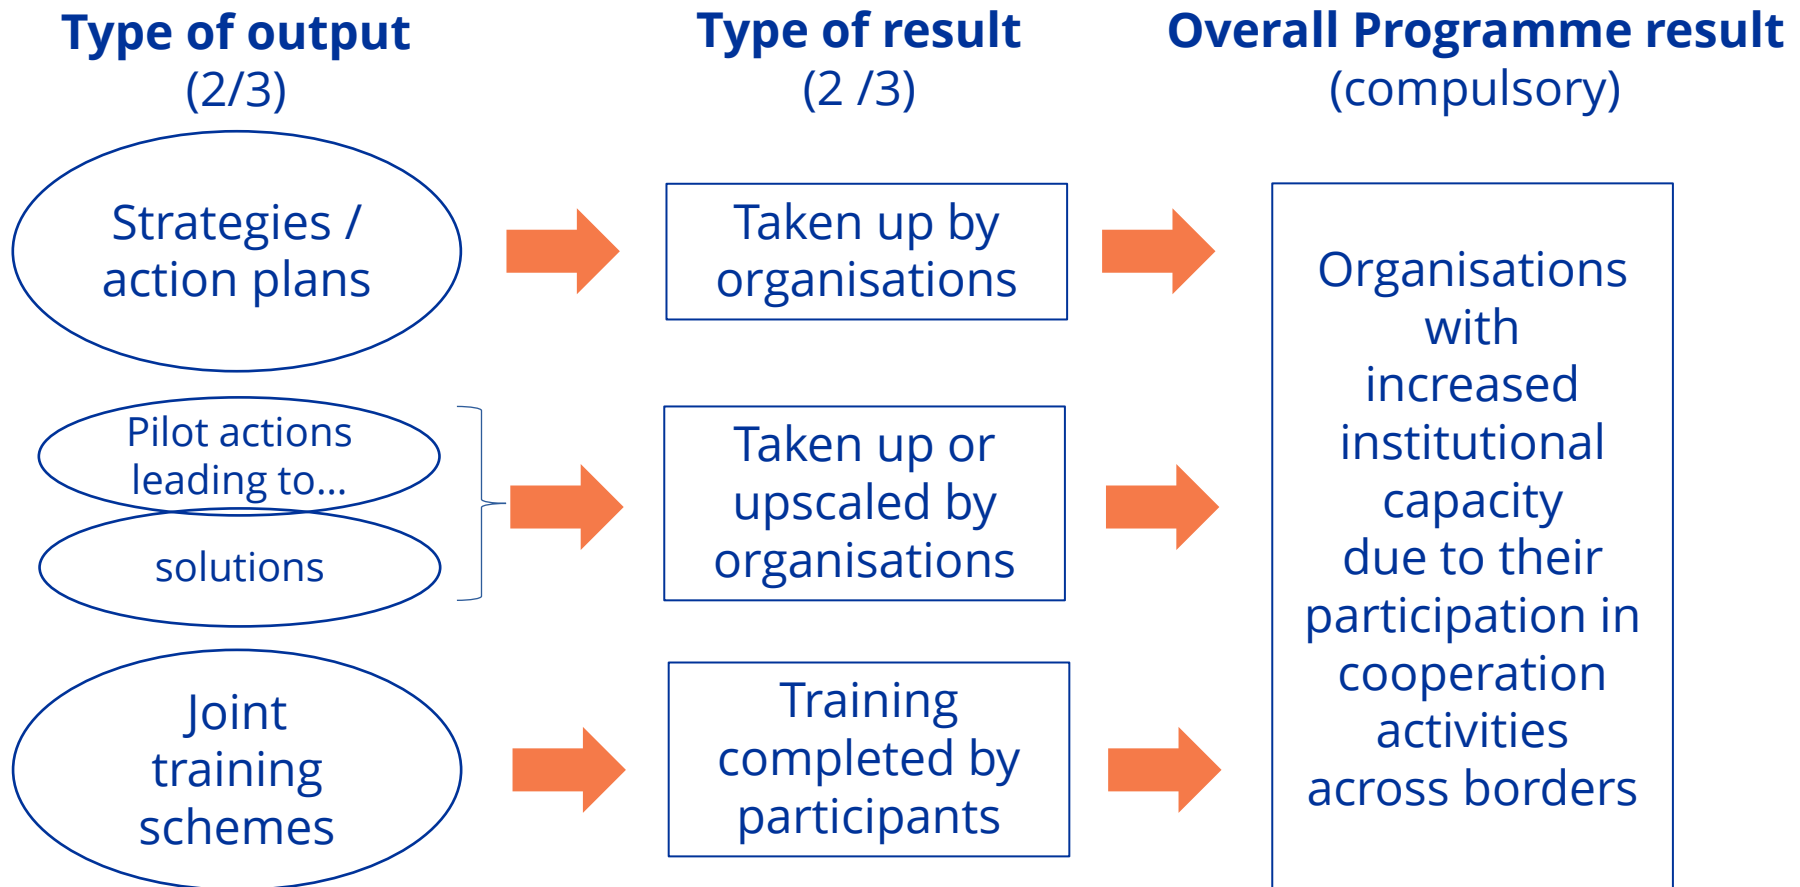 Type of output
(2/3)
Type of result
(2 /3)
Overall Programme result
(compulsory)
Strategies /
action plans
Taken up by
organisations
Pilot actions
leading to...
solutions
Taken up or
upscaled by
organisations
Joint
training
schemes
Training
completed by
participants
Organisations
with
increased
institutional
capacity
due to their
participation in
cooperation
activities
across borders